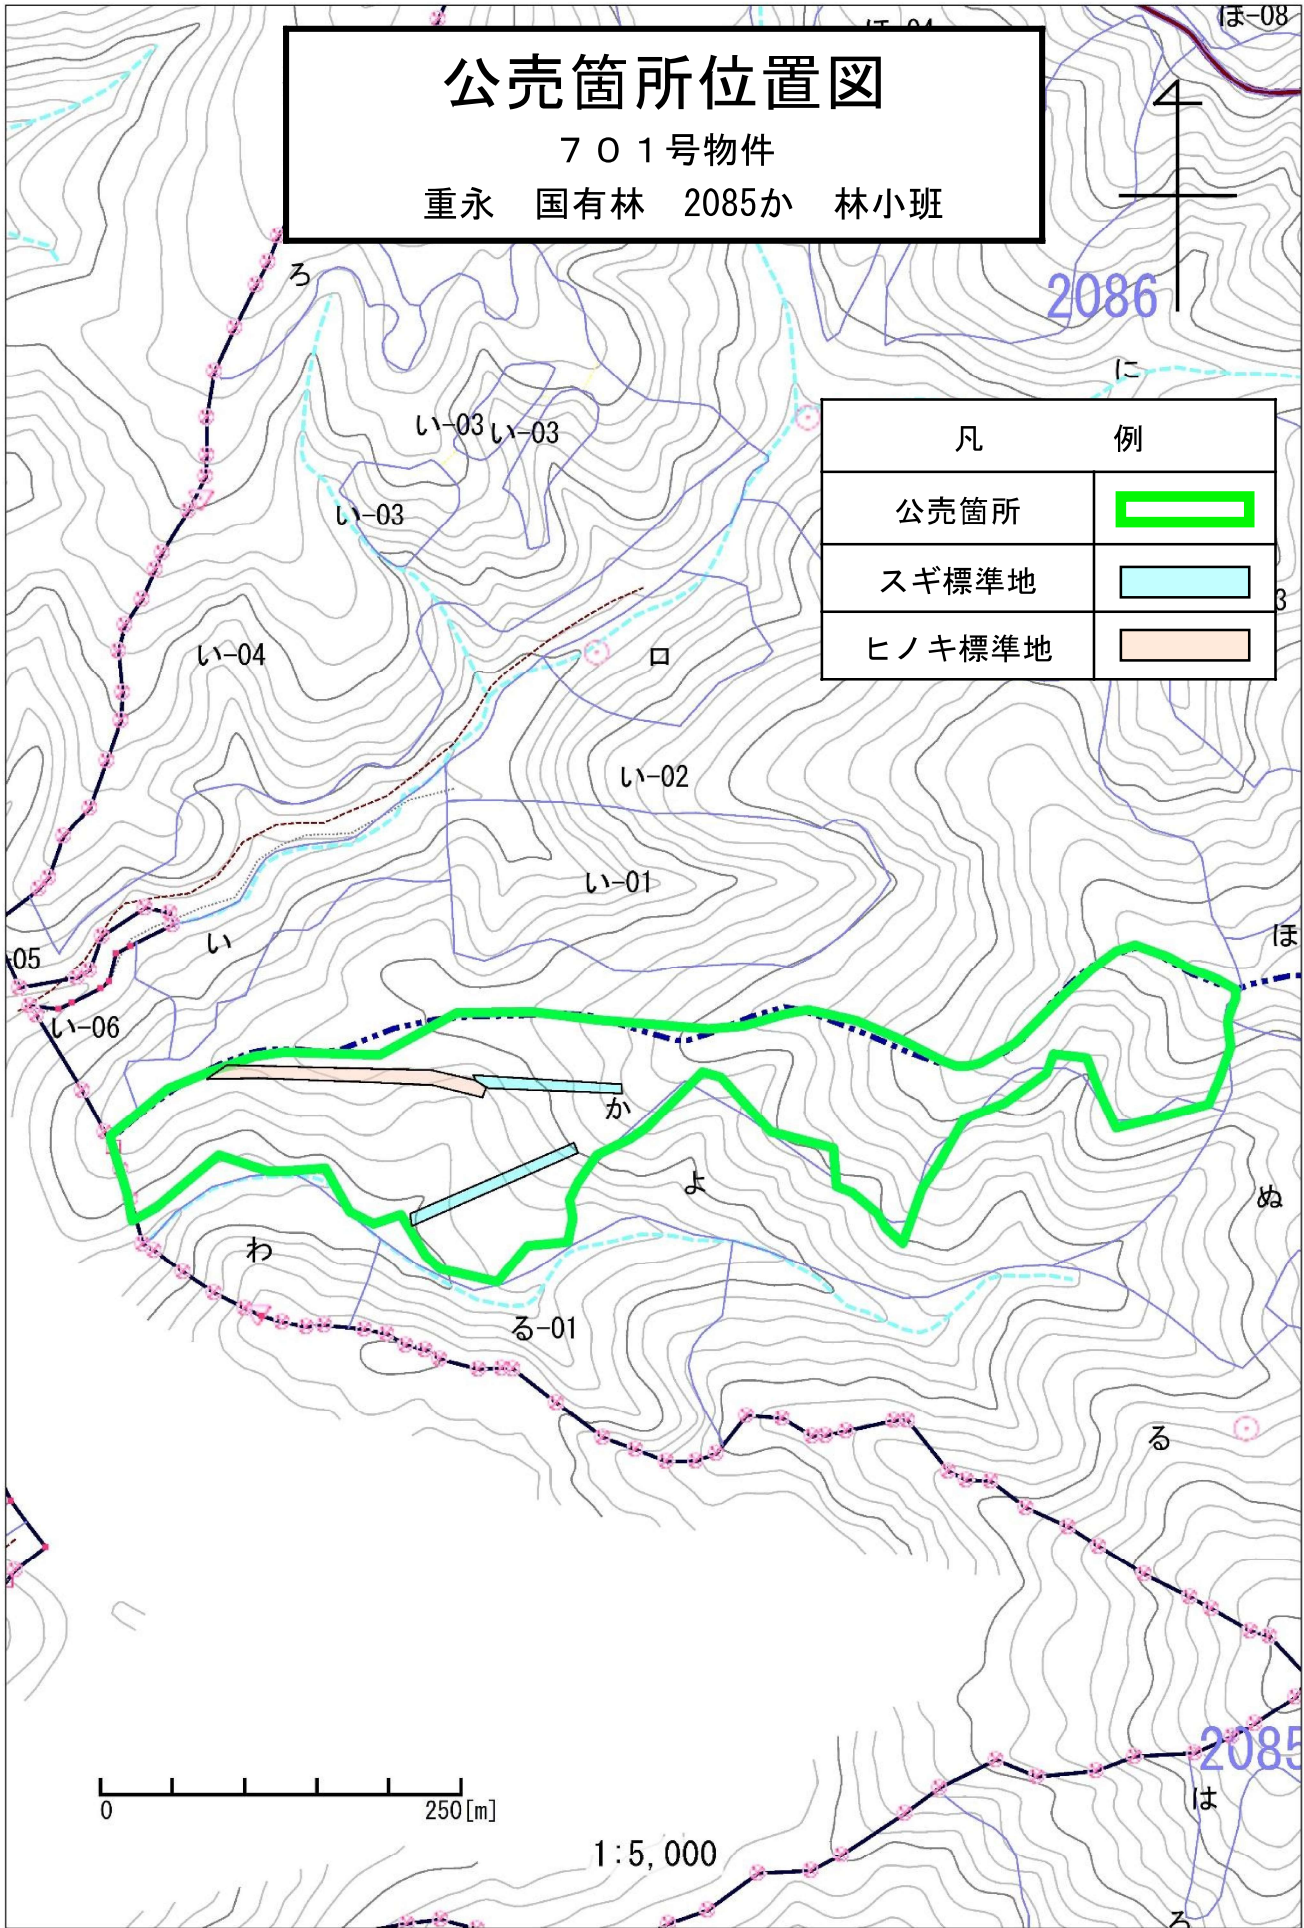 ほ-08
公売箇所位置図
７０１号物件
重永　国有林　2085か　林小班
ろ
2086
に
凡　例
い-03
い-03
公売箇所
い-03
スギ標準地
3
い-04
ロ
ヒノキ標準地
い-02
い-01
い
ほ
05
い-06
か
よ
ぬ
わ
る-01
る
2085
は
0　250[m]
1:5,000
ろ